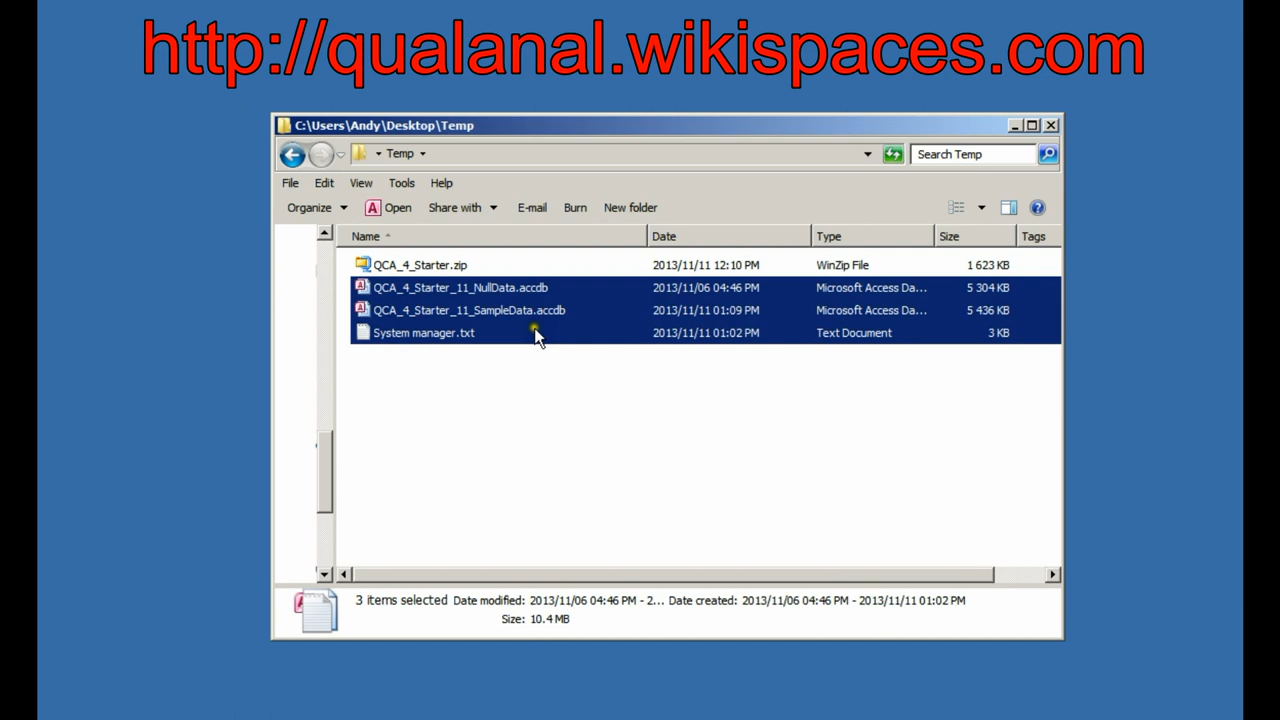 http://qualanal.wikispaces.com
C:\Users\Andy\Desktop\Temp
Temp
Search Temp
File Edit View Tools Help
Organize Open Share with E-mail Burn New folder
Name Date Type Size Tags
QCA_4_Starter.zip 2013/11/11 12:10 PM WinZip File 1 623 KB
QCA_4_Starter_11_NullData.accdb 2013/11/06 04:46 PM Microsoft Access Da... 5 304 KB
QCA_4_Starter_11_SampleData.accdb 2013/11/11 01:09 PM Microsoft Access Da... 5 436 KB
System manager.txt 2013/11/11 01:02 PM Text Document 3 KB
3 items selected Date modified: 2013/11/06 04:46 PM - 2... Date created: 2013/11/06 04:46 PM - 2013/11/11 01:02 PM
Size: 10.4 MB